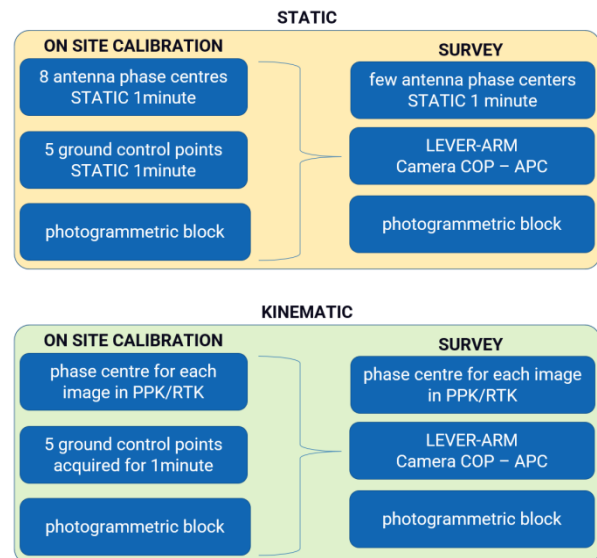 STATIC
ON SITE CALIBRATION
8 antenna phase centres
STATIC 1minute
5 ground control points
STATIC 1minute
photogrammetric block
SURVEY
few antenna phase centers
STATIC 1 minute
LEVER-ARM
Camera COP – APC
photogrammetric block
KINEMATIC
ON SITE CALIBRATION
phase centre for each
image in PPK/RTK
5 ground control points
acquired for 1minute
photogrammetric block
SURVEY
phase centre for each image
in PPK/RTK
LEVER-ARM
Camera COP – APC
photogrammetric block